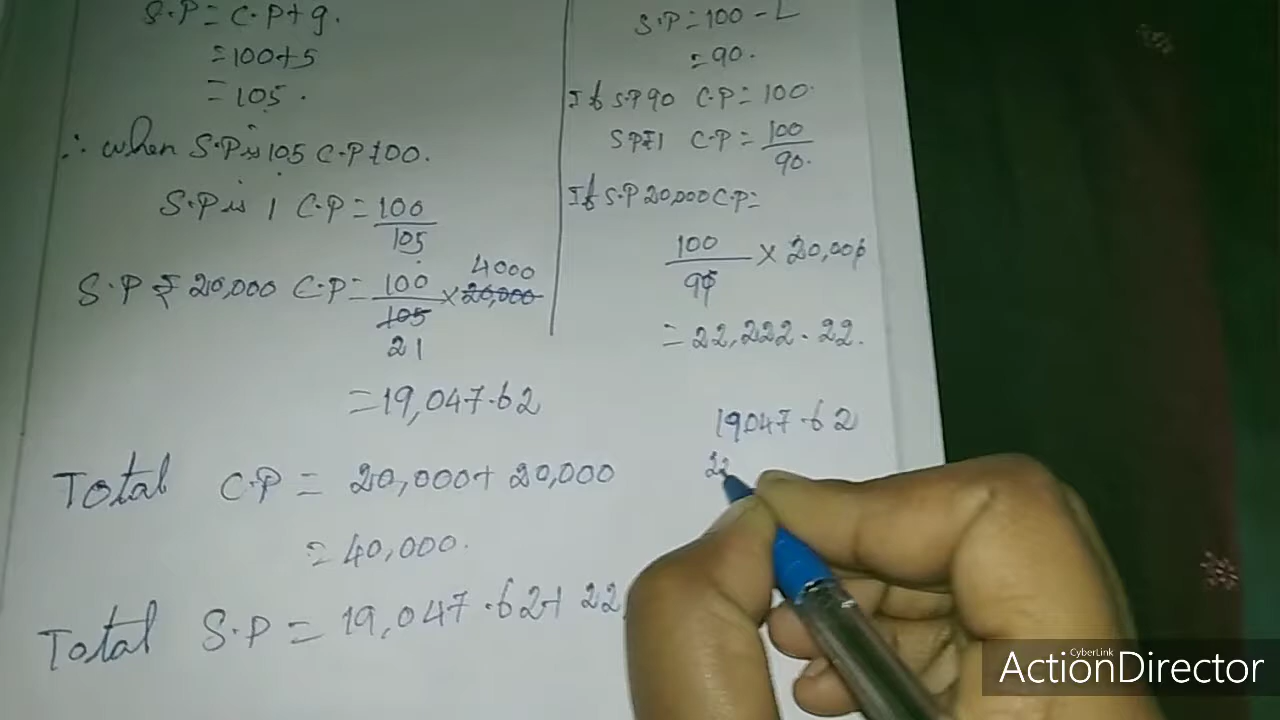 S.P = C.P + g.
= 100+5
= 105.
∴ when S.P is 105 C.P ₹100.
S.P is 1 C.P = 100/105
S.P ₹ 20,000 C.P = 100/105 × 20,000
4000
21
= 19,047.62
Total C.P = 20,000 + 20,000
= 40,000.
Total S.P = 19,047.62 + 22,
S.P = 100 - L
= 90.
If S.P 90 C.P = 100.
S.P ₹1 C.P = 100/90.
If S.P 20,000 C.P =
100/90 × 20,000
= 22,222.22.
19047.62
22
CyberLink
ActionDirector